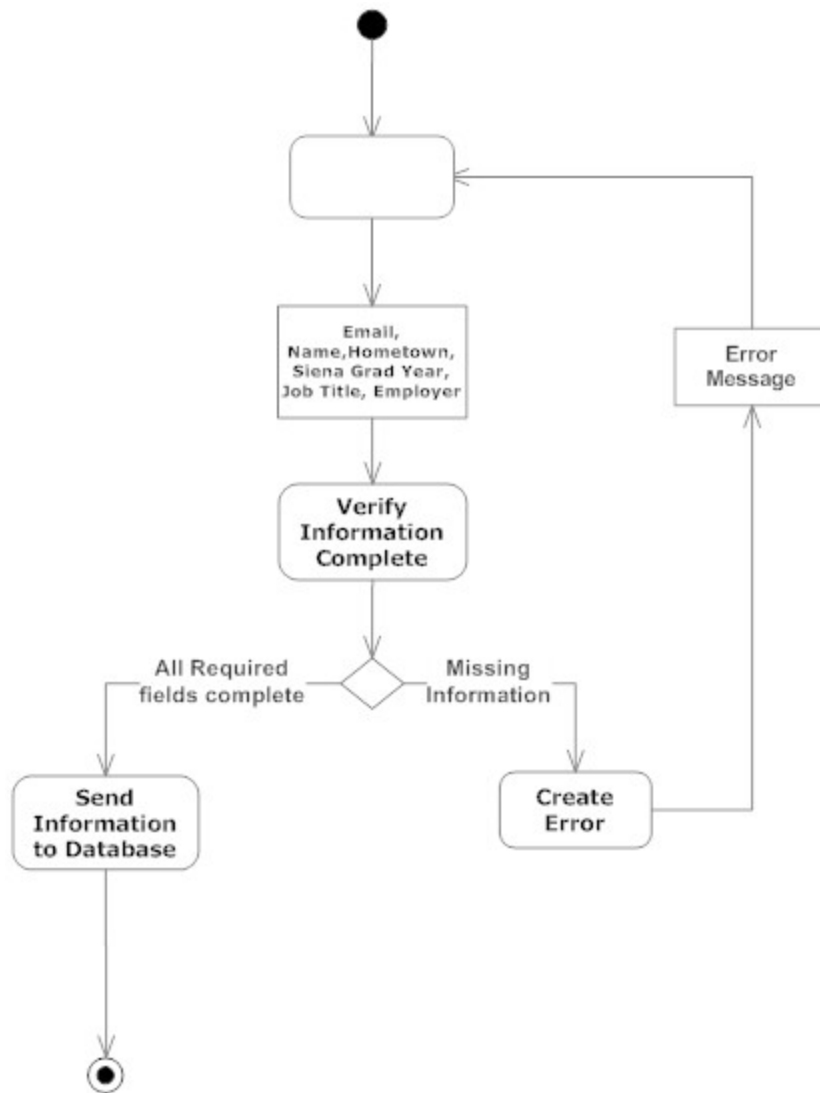 Email,
Name,Hometown,
Siena Grad Year,
Job Title, Employer
Error
Message
Verify
Information
Complete
All Required
fields complete
Missing
Information
Send
Information
to Database
Create
Error